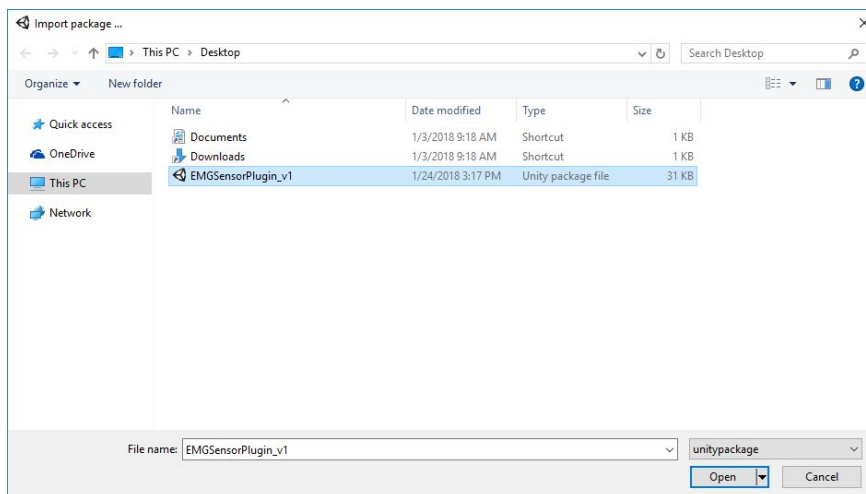 Import package ...
This PC > Desktop
Search Desktop
Organize
New folder
Name Date modified Type Size
Quick access
OneDrive
This PC
Network
Documents 1/3/2018 9:18 AM Shortcut 1 KB
Downloads 1/3/2018 9:18 AM Shortcut 1 KB
EMGSensorPlugin_v1 1/24/2018 3:17 PM Unity package file 31 KB
File name: EMGSensorPlugin_v1
unitypackage
Open Cancel